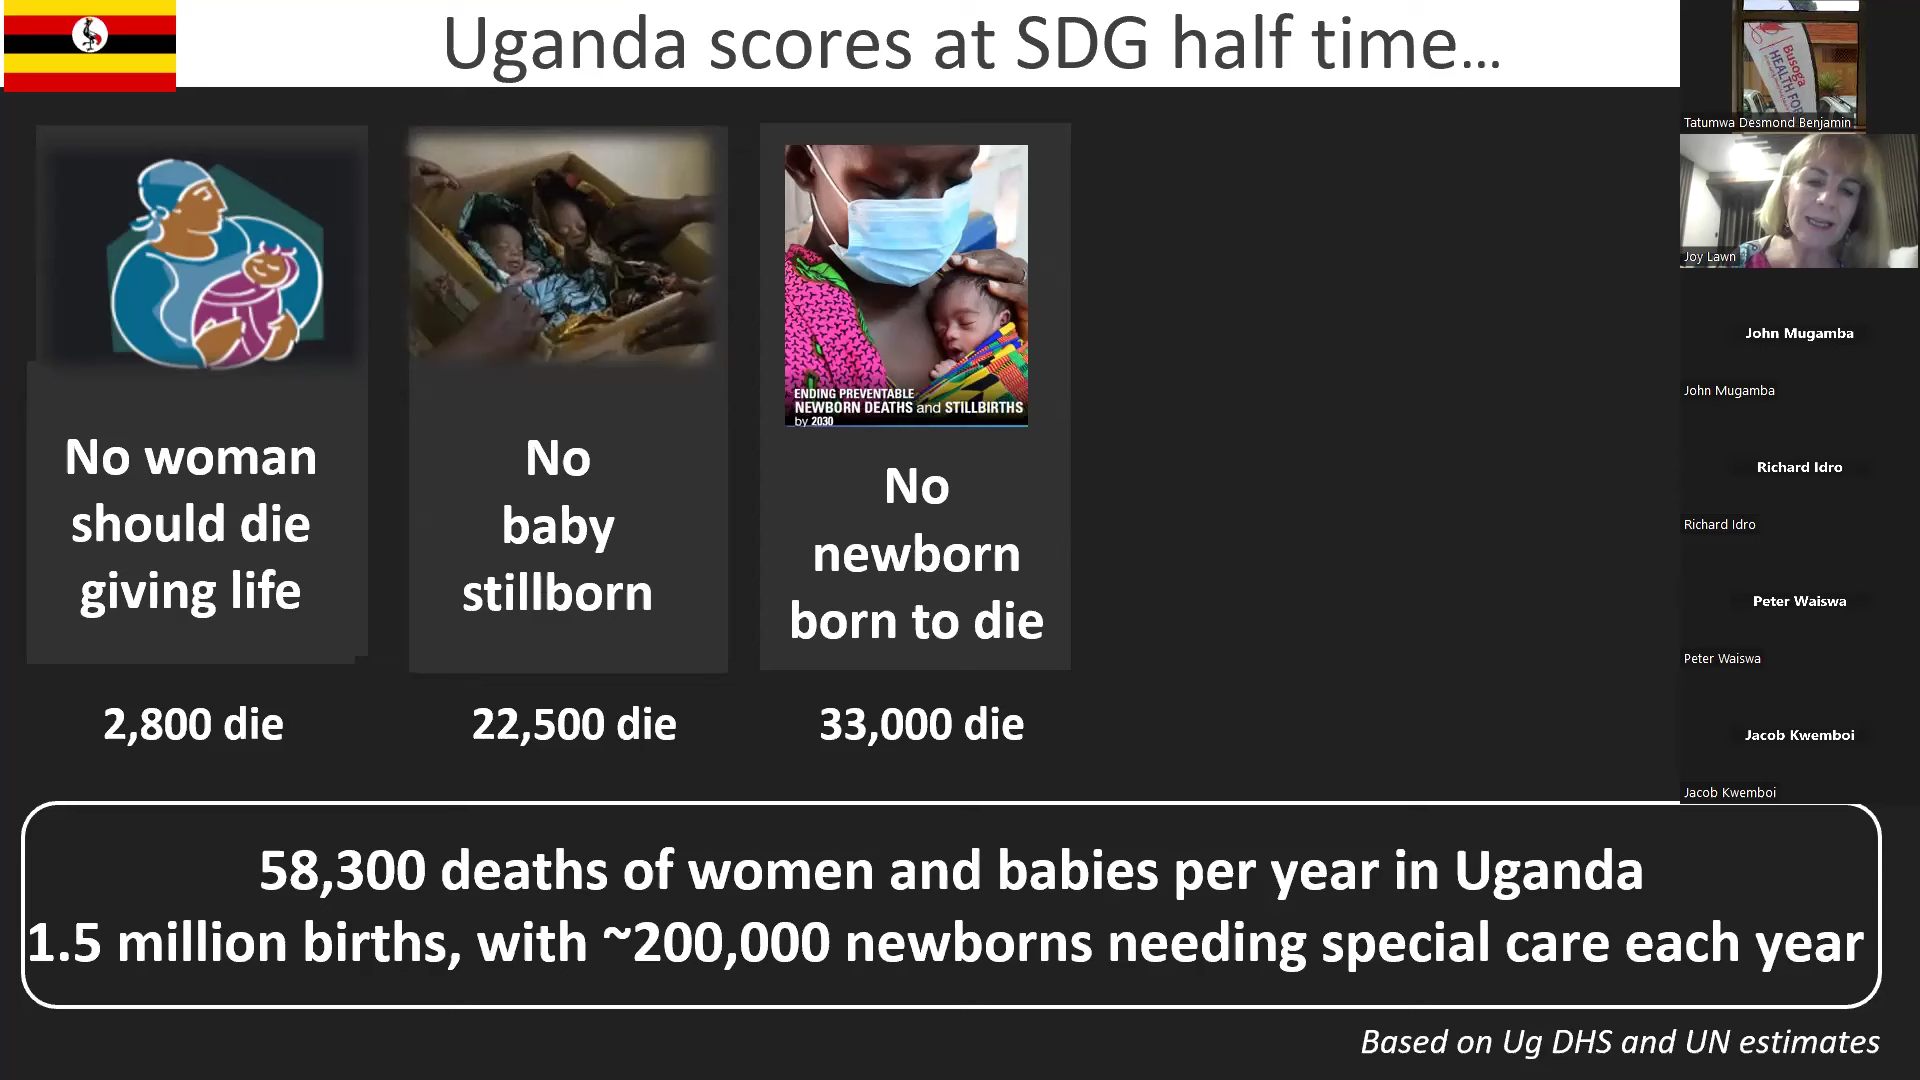 Uganda scores at SDG half time...
No woman
should die
giving life
2,800 die
No
baby
stillborn
22,500 die
ENDING PREVENTABLE
NEWBORN DEATHS and STILLBIRTHS
by 2030
No
newborn
born to die
33,000 die
58,300 deaths of women and babies per year in Uganda
1.5 million births, with ~200,000 newborns needing special care each year
Based on Ug DHS and UN estimates
Busoga
HEALTH FOR
Tatumwa Desmond Benjamin
Joy Lawn
John Mugamba
John Mugamba
Richard Idro
Richard Idro
Peter Waiswa
Peter Waiswa
Jacob Kwemboi
Jacob Kwemboi